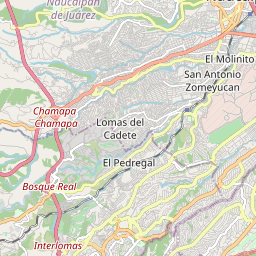 Naucalpan
de Juárez
El Molinito
San Antonio
Zomeyucan
Chamapa
Chamapa
Lomas del
Cadete
El Pedregal
Bosque Real
Interlomas